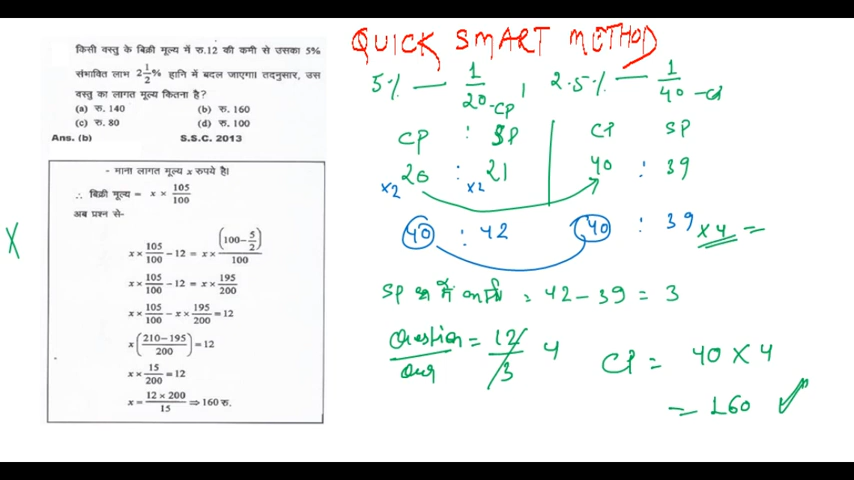 किसी वस्तु के बिक्री मूल्य में रु.12 की कमी से उसका 5%
संभावित लाभ 2 1/2 % हानि में बदल जाएगा। तदनुसार, उस
वस्तु का लागत मूल्य कितना है?
(a) रु. 140 (b) रु. 160
(c) रु. 80 (d) रु. 100
Ans. (b) S.S.C. 2013
- माना लागत मूल्य x रुपये है।
∴ बिक्री मूल्य = x × 105/100
अब प्रश्न से-
x × 105/100 − 12 = x × (100 − 5/2)/100
x × 105/100 − 12 = x × 195/200
x × 105/100 − x × 195/200 = 12
x (210 − 195 / 200) = 12
x × 15/200 = 12
x = 12 × 200 / 15 ⇒ 160 रु.
X
QUICK SMART METHOD
5% — 1/20-CP , 2.5% — 1/40-CP
CP : SP CP SP
20 : 21 40 : 39
×2 ×2
40 : 42 40 : 39 × 4 =
SP में = 42 − 39 = 3
Question/our = 12/3 4
CP = 40 × 4
= 160 ✓